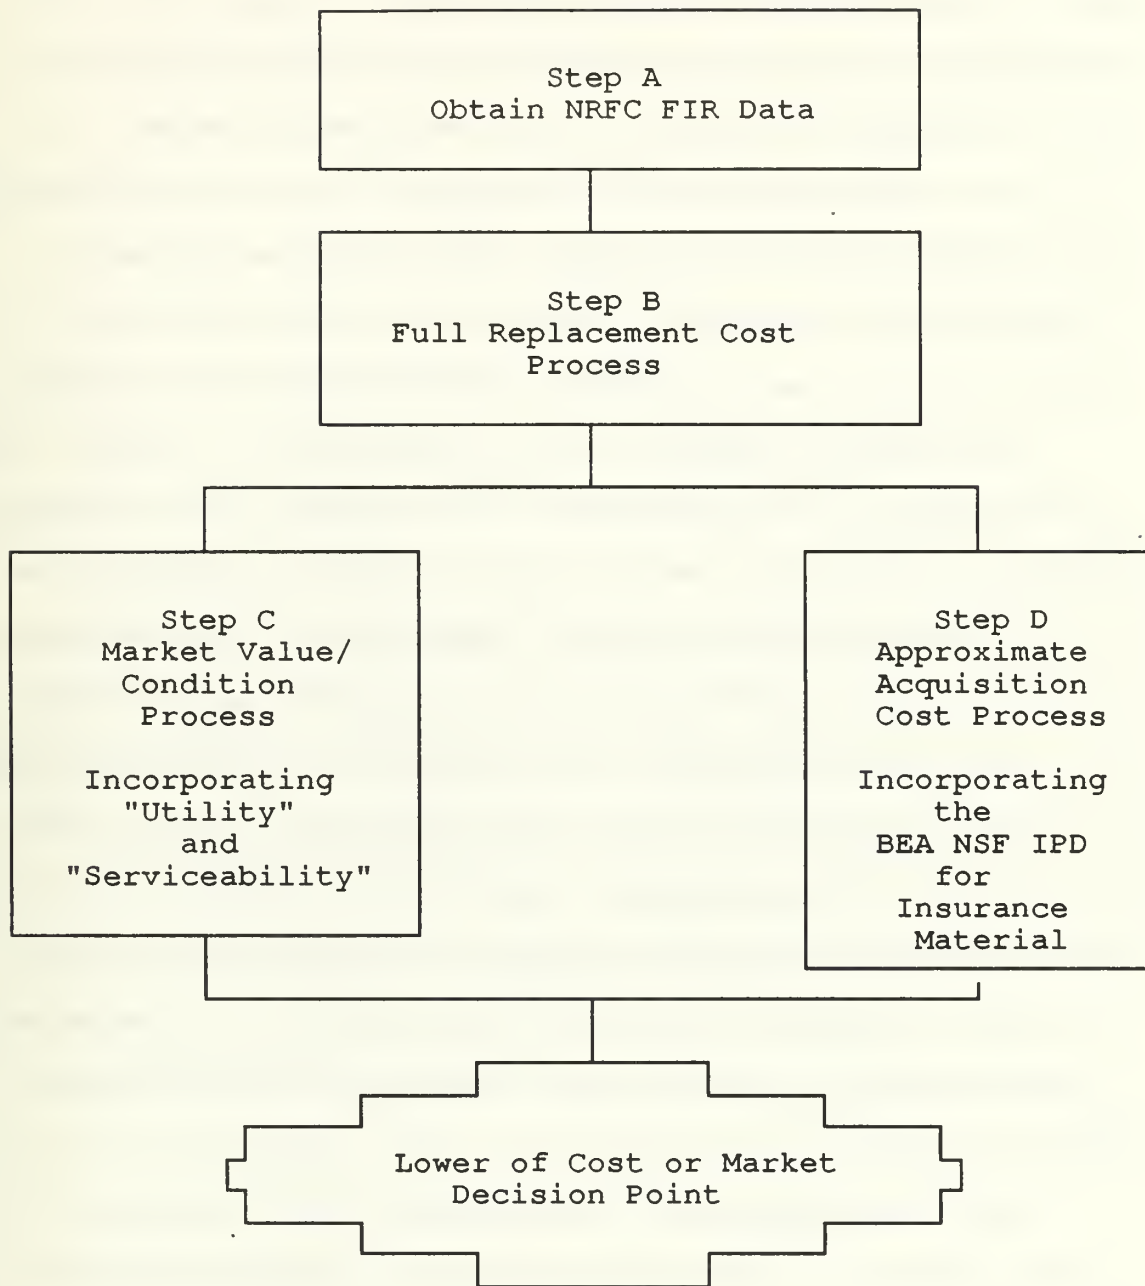 Step A
Obtain NRFC FIR Data
Step B
Full Replacement Cost
Process
Step C
Market Value/
Condition
Process
Incorporating
"Utility"
and
"Serviceability"
Step D
Approximate
Acquisition
Cost Process
Incorporating
the
BEA NSF IPD
for
Insurance
Material
Lower of Cost or Market
Decision Point